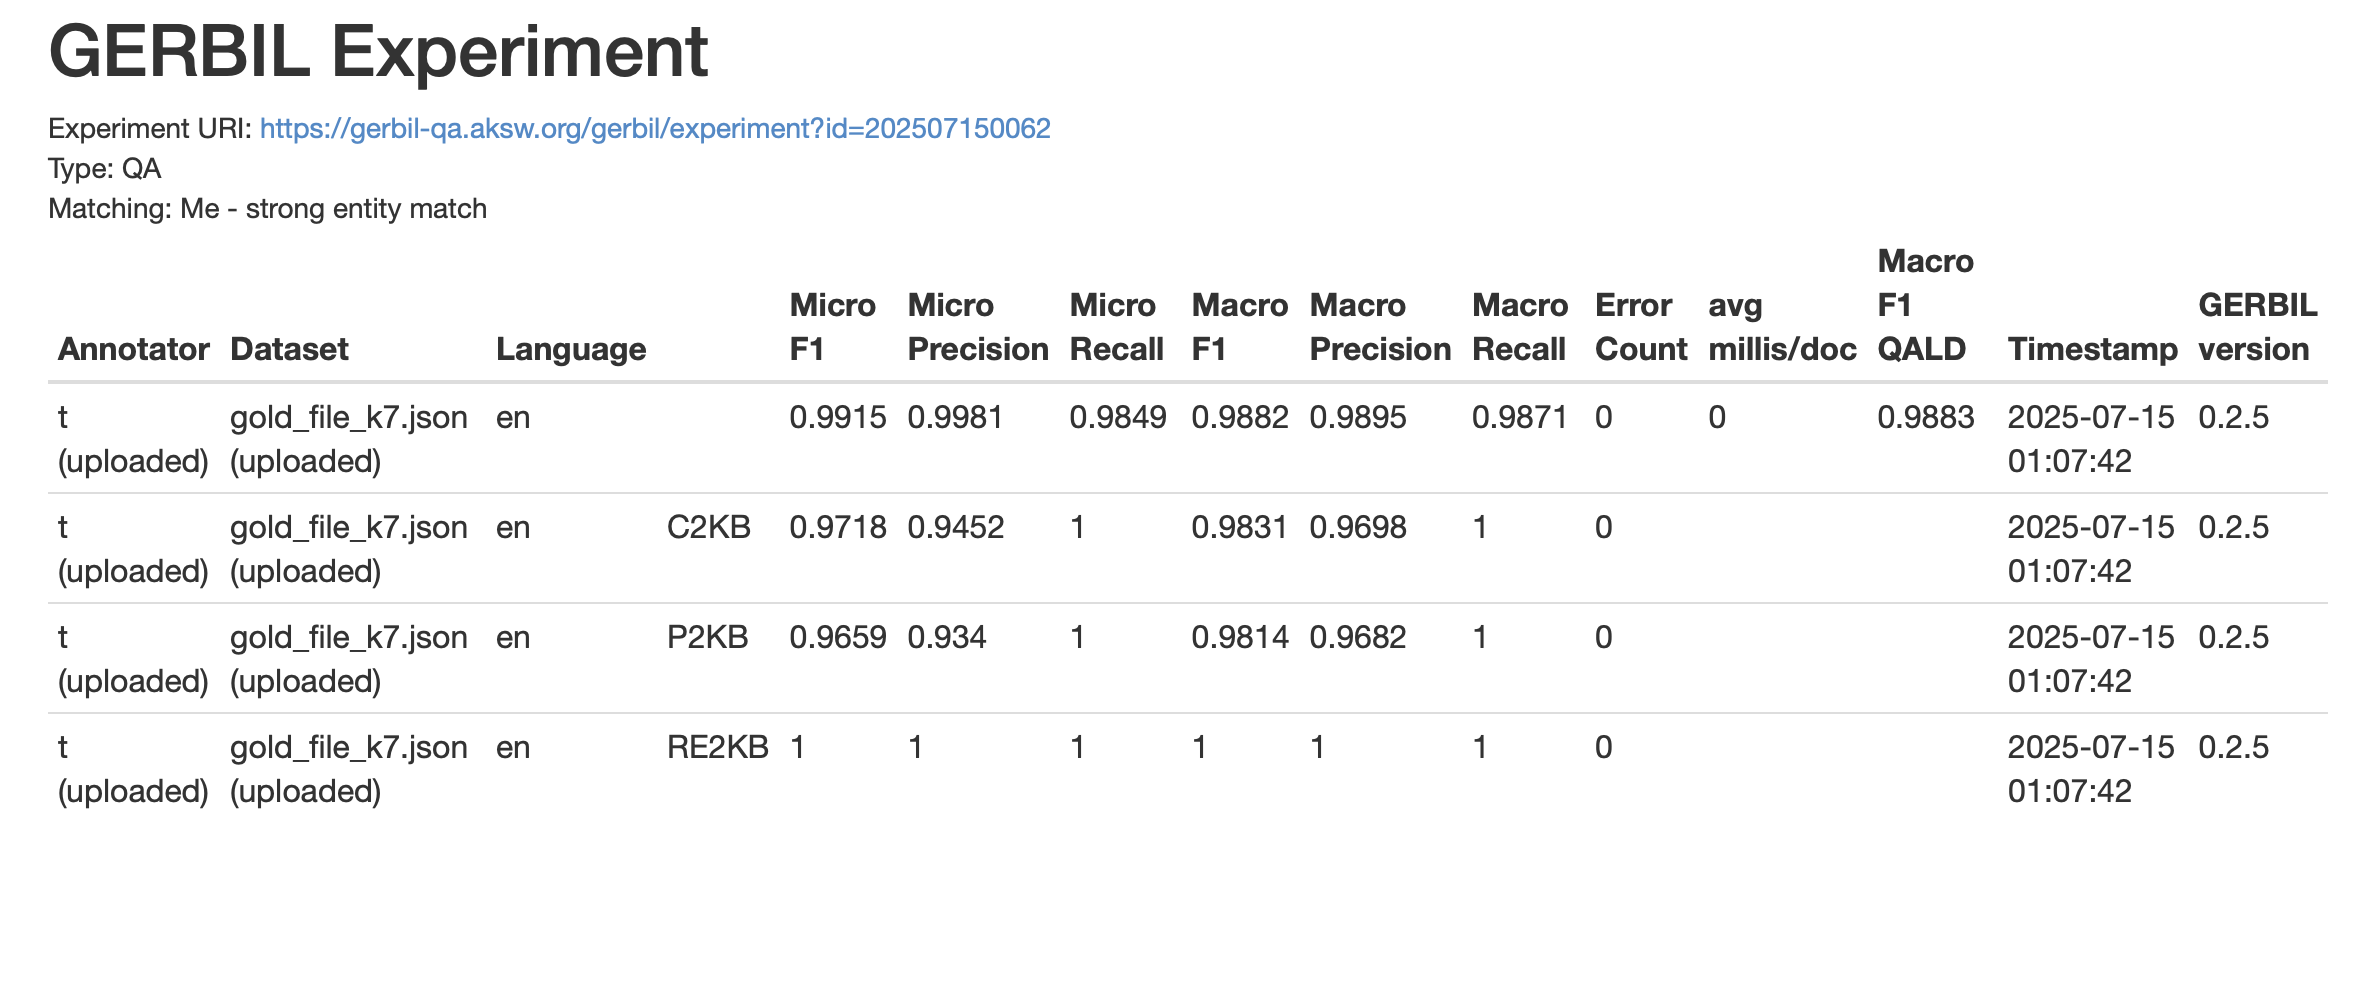 GERBIL Experiment
Experiment URI: https://gerbil-qa.aksw.org/gerbil/experiment?id=202507150062
Type: QA
Matching: Me - strong entity match
Annotator Dataset Language Micro F1 Micro Precision Micro Recall Macro F1 Macro Precision Macro Recall Error Count avg millis/doc Macro F1 QALD Timestamp GERBIL version
t gold_file_k7.json en 0.9915 0.9981 0.9849 0.9882 0.9895 0.9871 0 0 0.9883 2025-07-15 0.2.5
(uploaded) (uploaded) 01:07:42
t gold_file_k7.json en C2KB 0.9718 0.9452 1 0.9831 0.9698 1 0 2025-07-15 0.2.5
(uploaded) (uploaded) 01:07:42
t gold_file_k7.json en P2KB 0.9659 0.934 1 0.9814 0.9682 1 0 2025-07-15 0.2.5
(uploaded) (uploaded) 01:07:42
t gold_file_k7.json en RE2KB 1 1 1 1 1 1 0 2025-07-15 0.2.5
(uploaded) (uploaded) 01:07:42